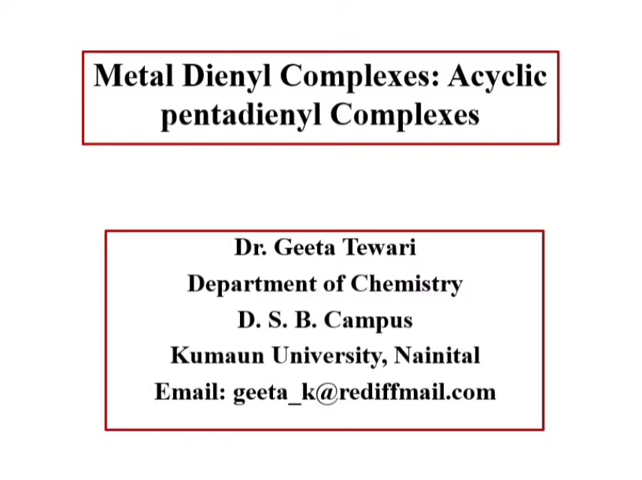 Metal Dienyl Complexes: Acyclic
pentadienyl Complexes
Dr. Geeta Tewari
Department of Chemistry
D. S. B. Campus
Kumaun University, Nainital
Email: geeta_k@rediffmail.com